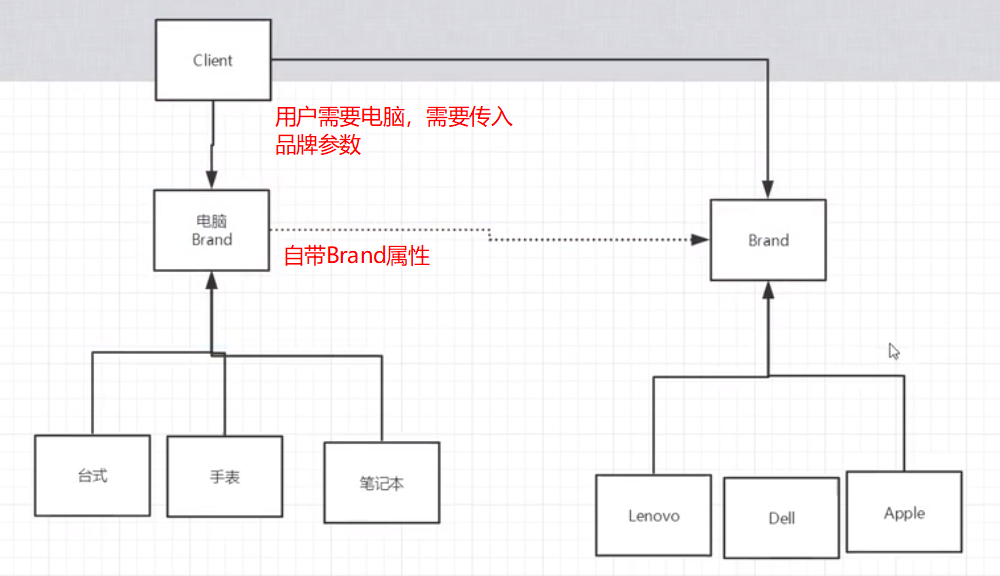 Client
用户需要电脑，需要传入
品牌参数
电脑
Brand
自带Brand属性
Brand
台式
手表
笔记本
Lenovo
Dell
Apple